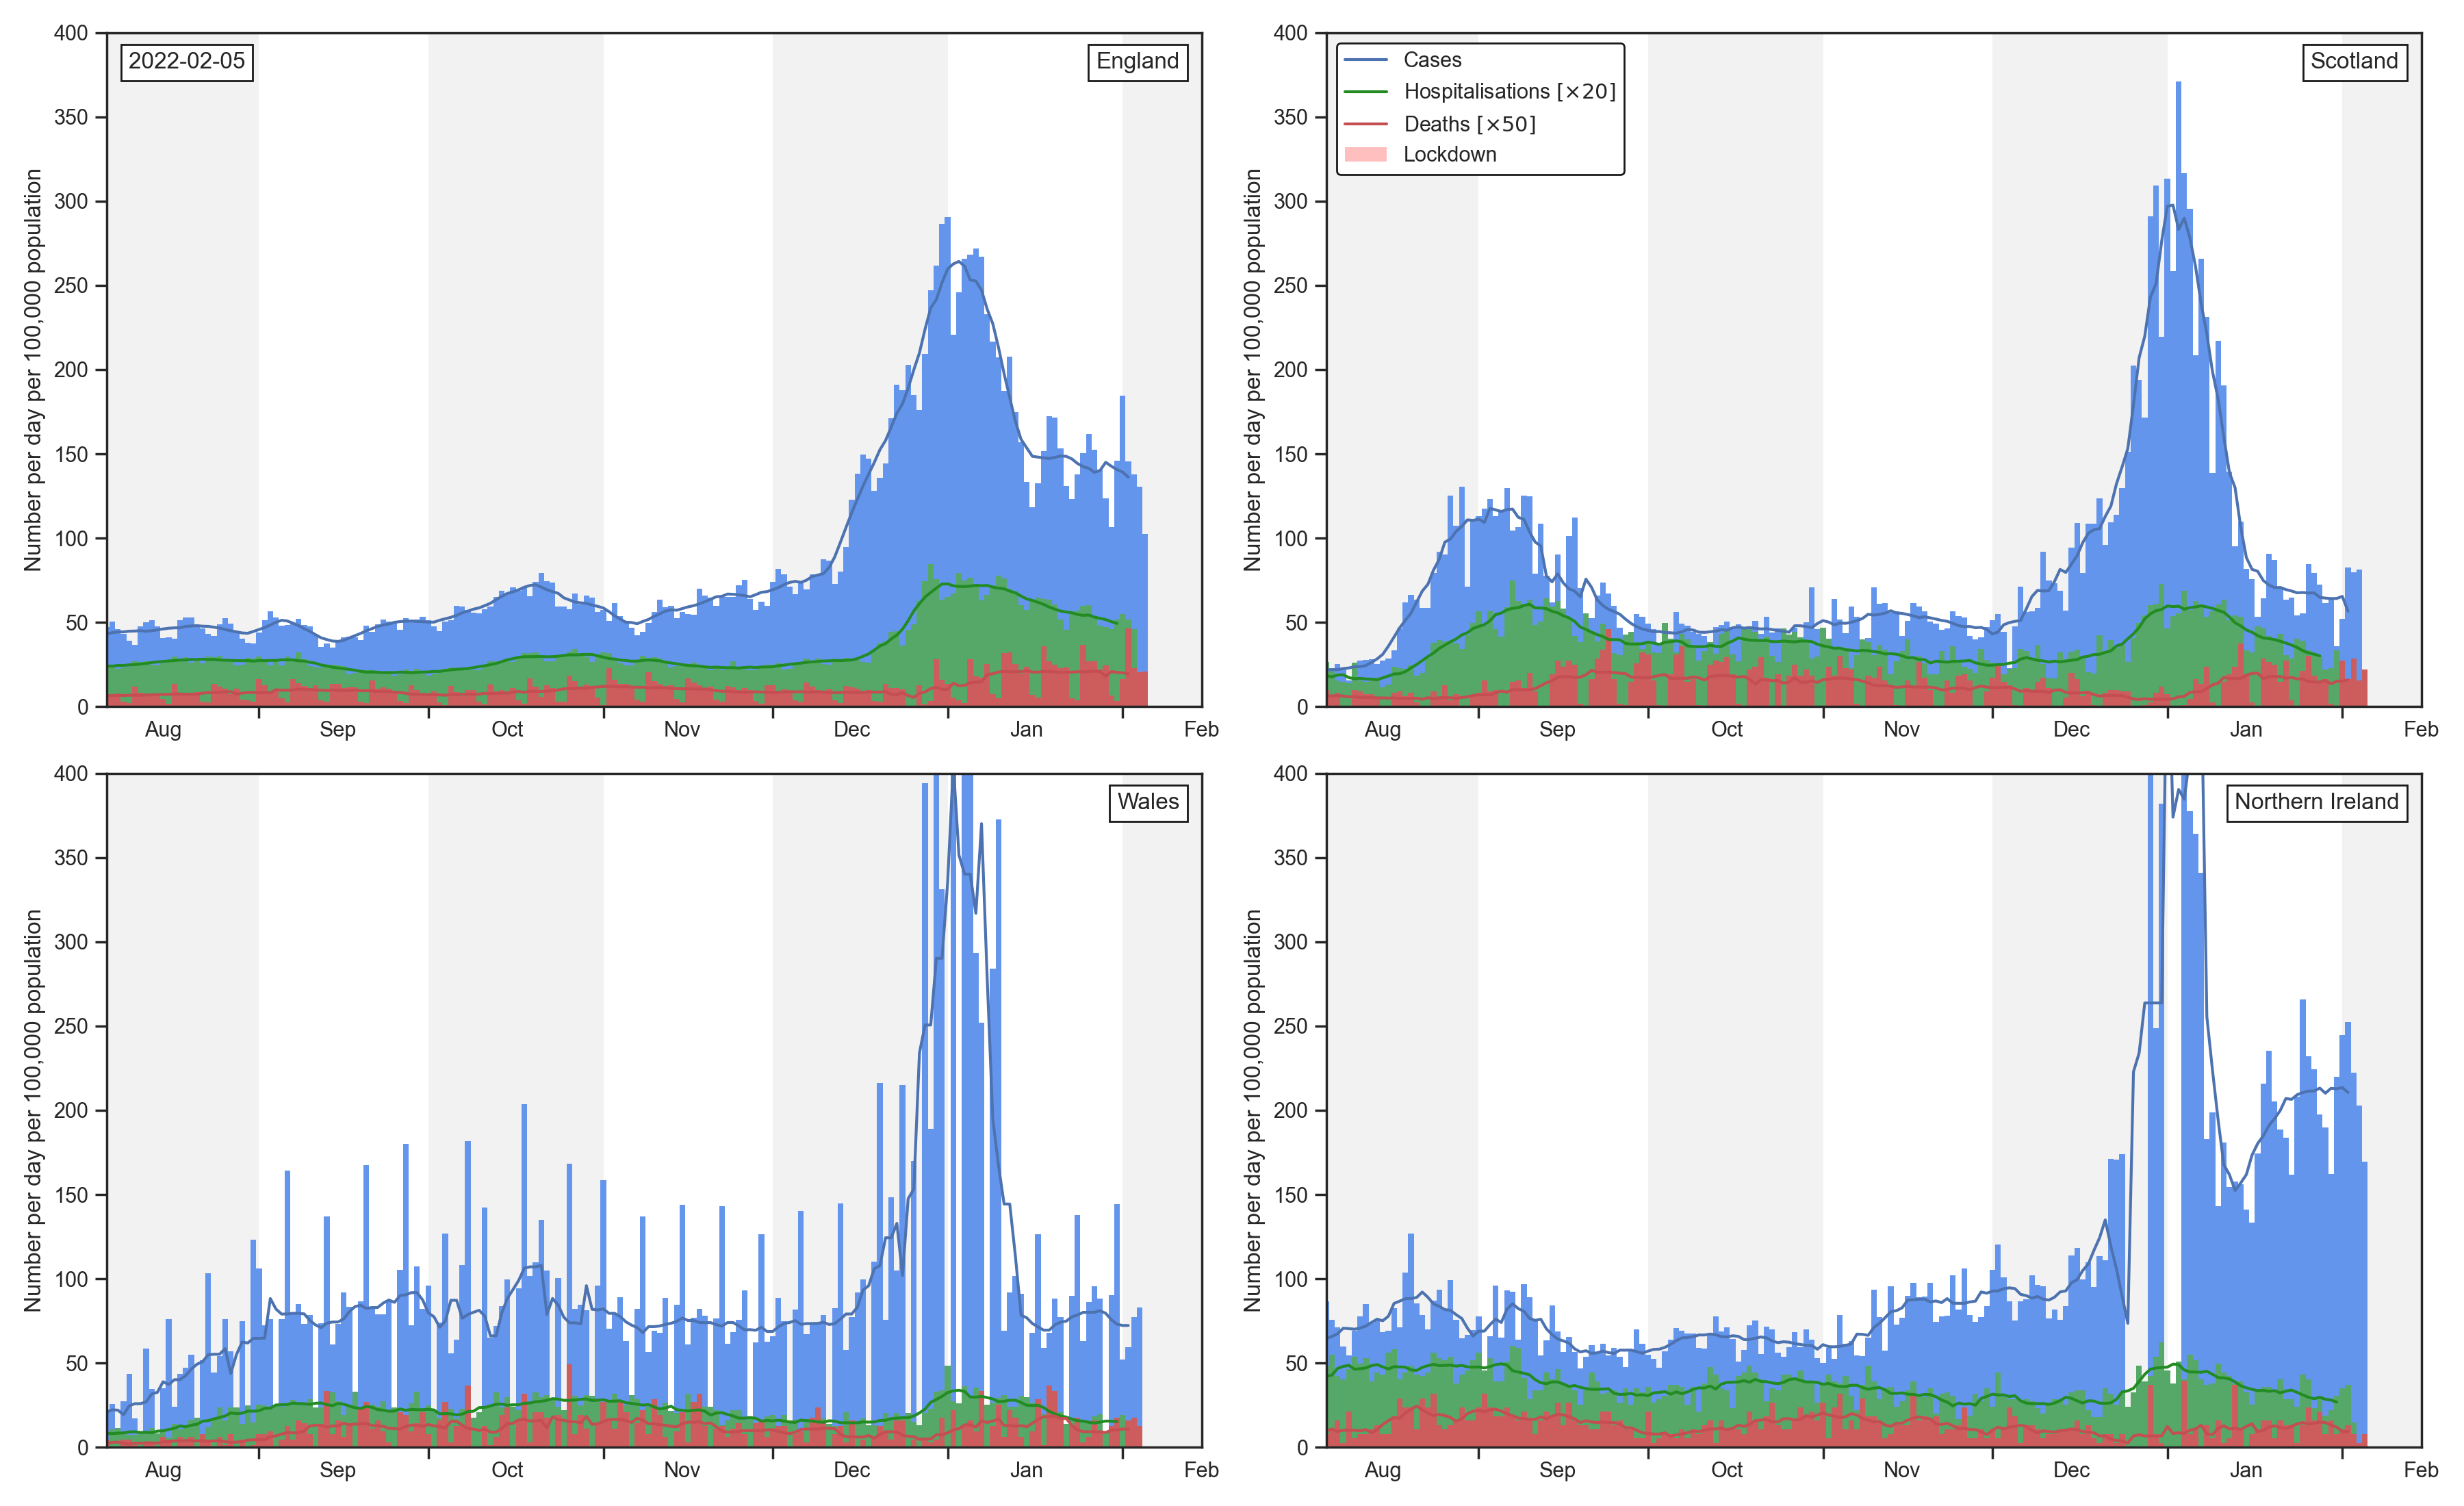 2022-02-05
England
Number per day per 100,000 population
400
350
300
250
200
150
100
50
0
Aug Sep Oct Nov Dec Jan Feb
Scotland
Cases
Hospitalisations [×20]
Deaths [×50]
Lockdown
Number per day per 100,000 population
400
350
300
250
200
150
100
50
0
Aug Sep Oct Nov Dec Jan Feb
Wales
Number per day per 100,000 population
400
350
300
250
200
150
100
50
0
Aug Sep Oct Nov Dec Jan Feb
Northern Ireland
Number per day per 100,000 population
400
350
300
250
200
150
100
50
0
Aug Sep Oct Nov Dec Jan Feb